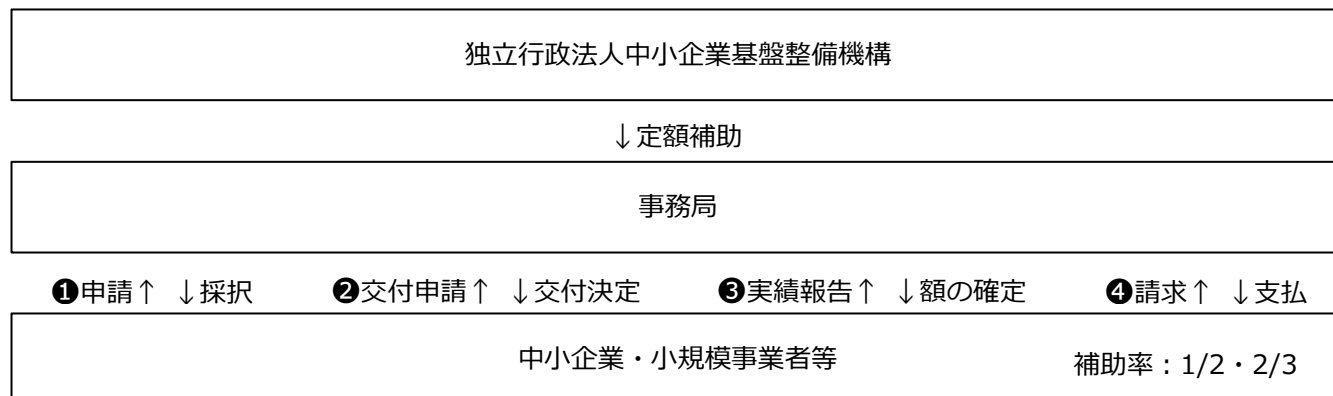 独立行政法人中小企業基盤整備機構
↓定額補助
事務局
❶申請↑ ↓採択 ❷交付申請↑ ↓交付決定 ❸実績報告↑ ↓額の確定 ❹請求↑ ↓支払
中小企業・小規模事業者等 補助率：1/2・2/3